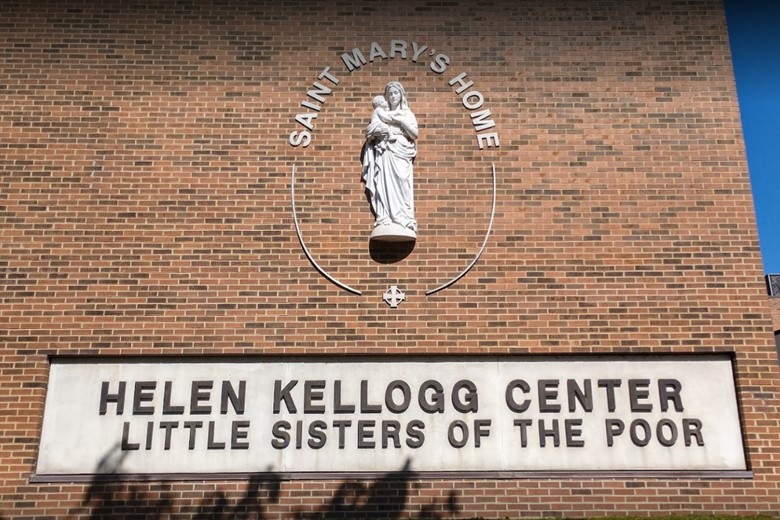 SAINT MARY'S HOME
HELEN KELLOGG CENTER
LITTLE SISTERS OF THE POOR